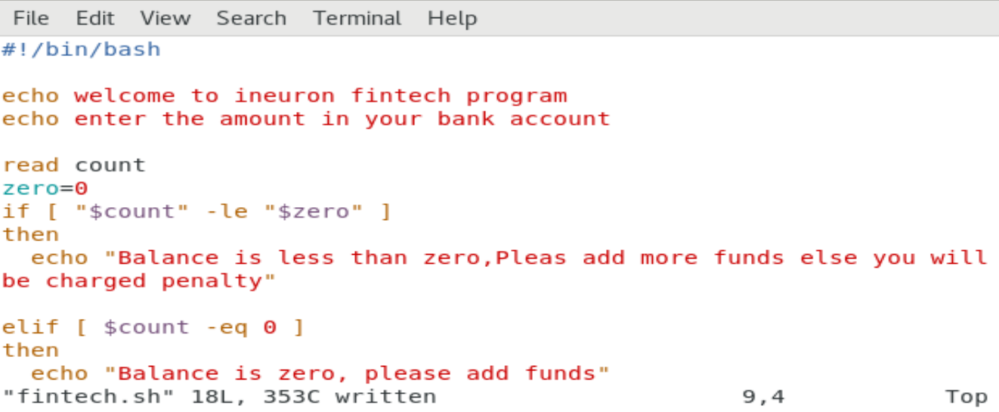 File Edit View Search Terminal Help
#!/bin/bash
echo welcome to ineuron fintech program
echo enter the amount in your bank account
read count
zero=0
if [ "$count" -le "$zero" ]
then
  echo "Balance is less than zero,Pleas add more funds else you will
be charged penalty"
elif [ $count -eq 0 ]
then
  echo "Balance is zero, please add funds"
"fintech.sh" 18L, 353C written 9,4 Top